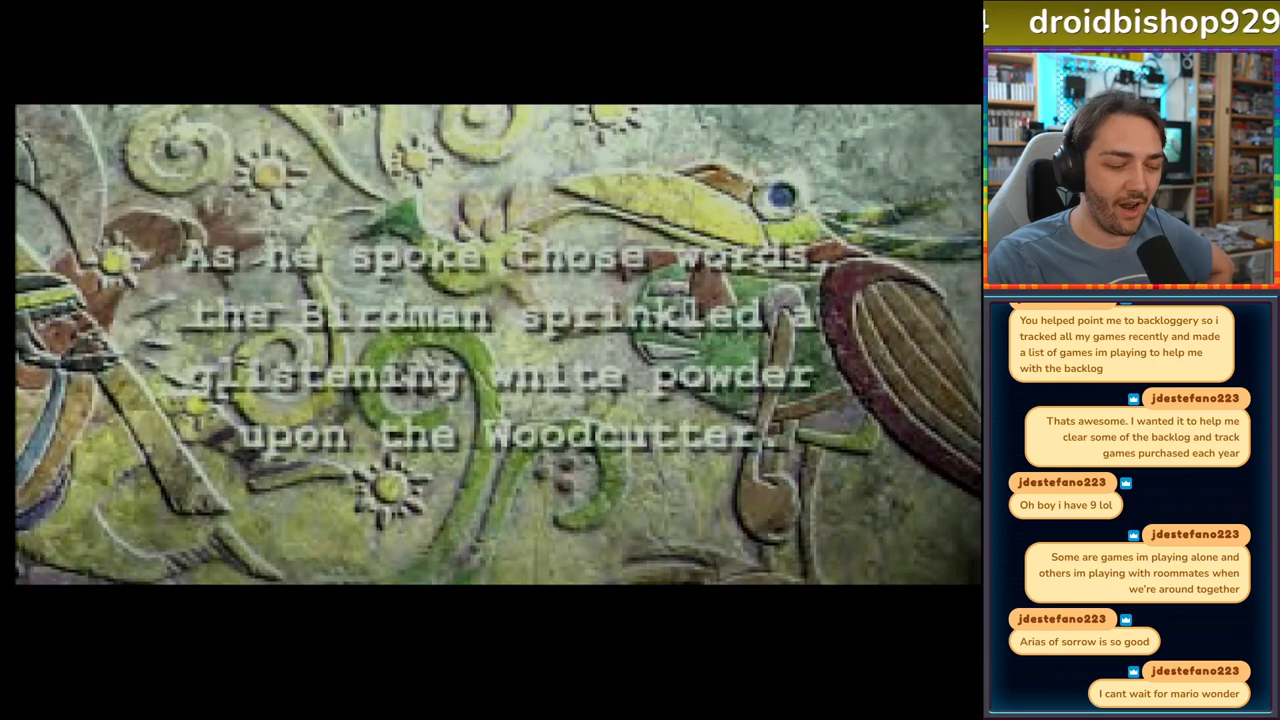 droidbishop929
As he spoke those words,
the Birdman sprinkled a
glistening white powder
upon the Woodcutter.
You helped point me to backloggery so i
tracked all my games recently and made
a list of games im playing to help me
with the backlog
jdestefano223
Thats awesome. I wanted it to help me
clear some of the backlog and track
games purchased each year
jdestefano223
Oh boy i have 9 lol
jdestefano223
Some are games im playing alone and
others im playing with roommates when
we're around together
jdestefano223
Arias of sorrow is so good
jdestefano223
I cant wait for mario wonder